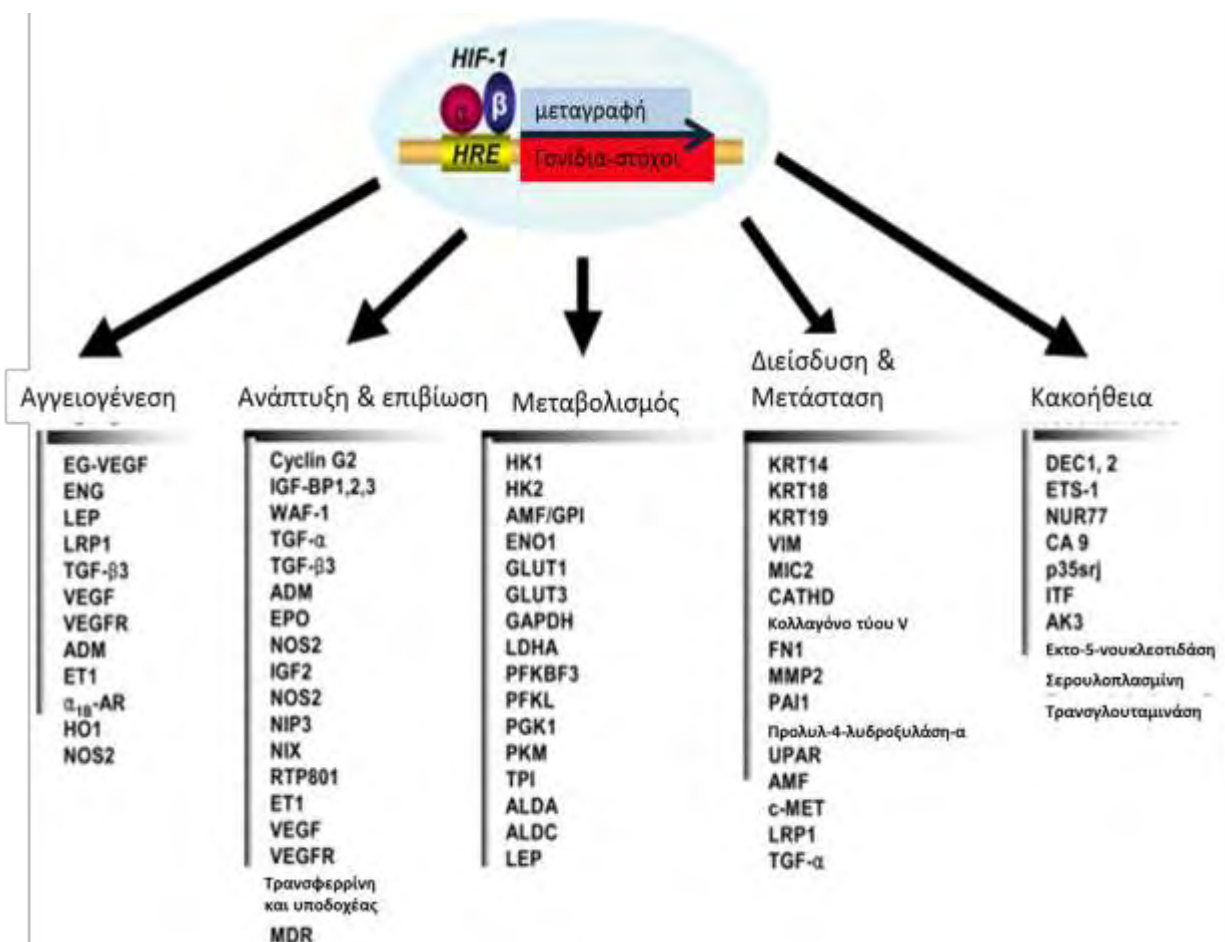 HIF-1
α β
μεταγραφή
HRE
Γονίδια-στόχοι
Αγγειογένεση
EG-VEGF
ENG
LEP
LRP1
TGF-β3
VEGF
VEGFR
ADM
ET1
α1B-AR
HO1
NOS2
Ανάπτυξη & επιβίωση
Cyclin G2
IGF-BP1,2,3
WAF-1
TGF-α
TGF-β3
ADM
EPO
NOS2
IGF2
NOS2
NIP3
NIX
RTP801
ET1
VEGF
VEGFR
Τρανσφερρίνη
και υποδοχέας
MDR
Μεταβολισμός
HK1
HK2
AMF/GPI
ENO1
GLUT1
GLUT3
GAPDH
LDHA
PFKBF3
PFKL
PGK1
PKM
TPI
ALDA
ALDC
LEP
Διείσδυση &
Μετάσταση
KRT14
KRT18
KRT19
VIM
MIC2
CATHD
Κολλαγόνο τύου V
FN1
MMP2
PAI1
Προλυλ-4-λυδροξυλάση-α
UPAR
AMF
c-MET
LRP1
TGF-α
Κακοήθεια
DEC1, 2
ETS-1
NUR77
CA 9
p35srj
ITF
AK3
Εκτο-5-νουκλεοτιδάση
Σερουλοπλασμίνη
Τρανσγλουταμινάση